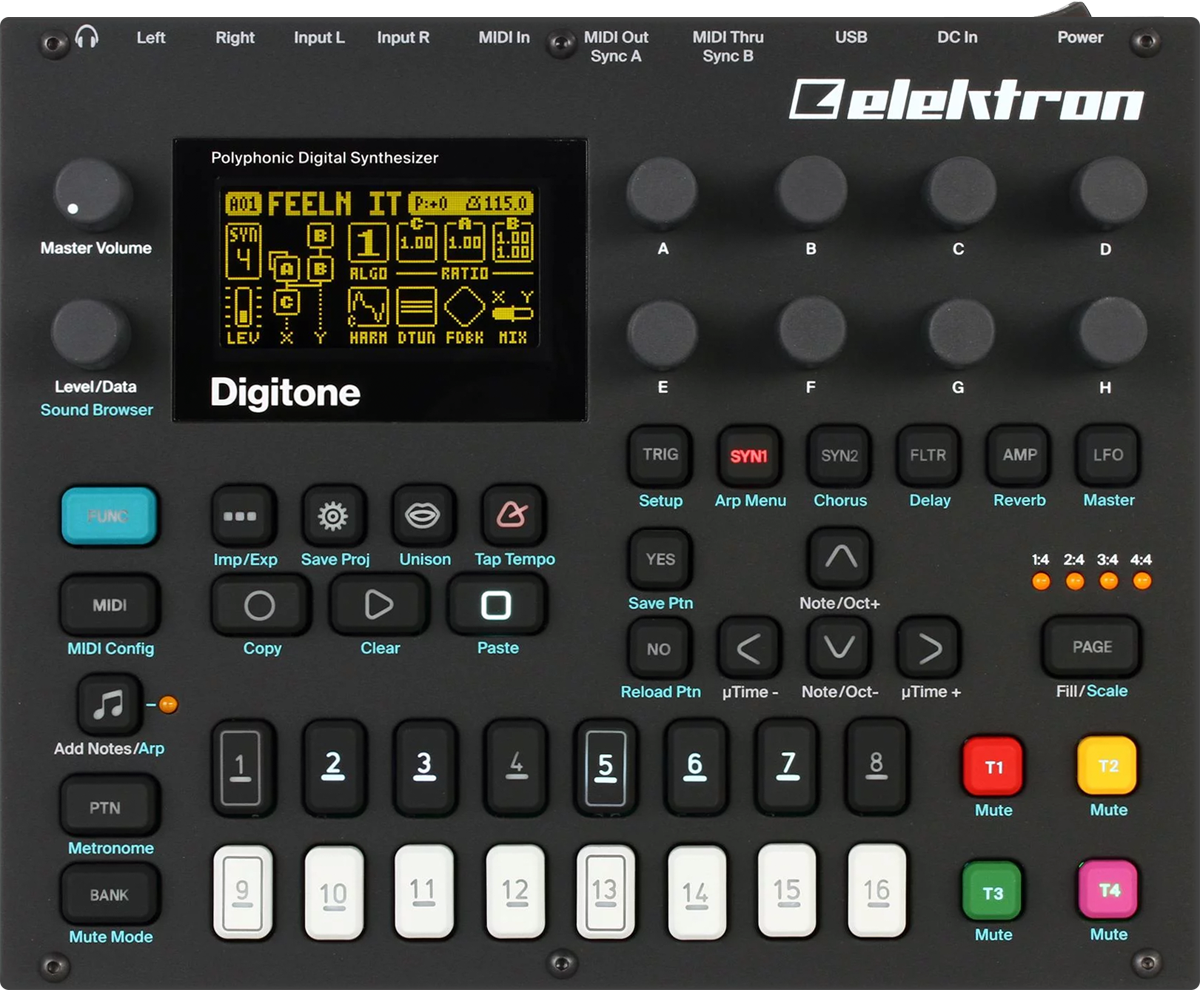 Left Right Input L Input R MIDI In MIDI Out MIDI Thru USB DC In Power
Sync A Sync B
elektron
Polyphonic Digital Synthesizer
A01 FEELN IT P:+0 115.0
SYN 4 B C A B
1 1.00 1.00 1.00
A B 1.00
ALGO RATIO
C X Y
C
LEV X Y HARM DTUN FDBK MIX
Digitone
Master Volume
Level/Data
Sound Browser
A B C D
E F G H
TRIG SYN1 SYN2 FLTR AMP LFO
Setup Arp Menu Chorus Delay Reverb Master
FUNC
Imp/Exp Save Proj Unison Tap Tempo
YES
Save Ptn Note/Oct+
1:4 2:4 3:4 4:4
MIDI
MIDI Config
Copy Clear Paste
NO PAGE
Reload Ptn µTime - Note/Oct- µTime + Fill/Scale
Add Notes/Arp
1 2 3 4 5 6 7 8
T1 T2
Mute Mute
PTN
Metronome
9 10 11 12 13 14 15 16
T3 T4
Mute Mute
BANK
Mute Mode